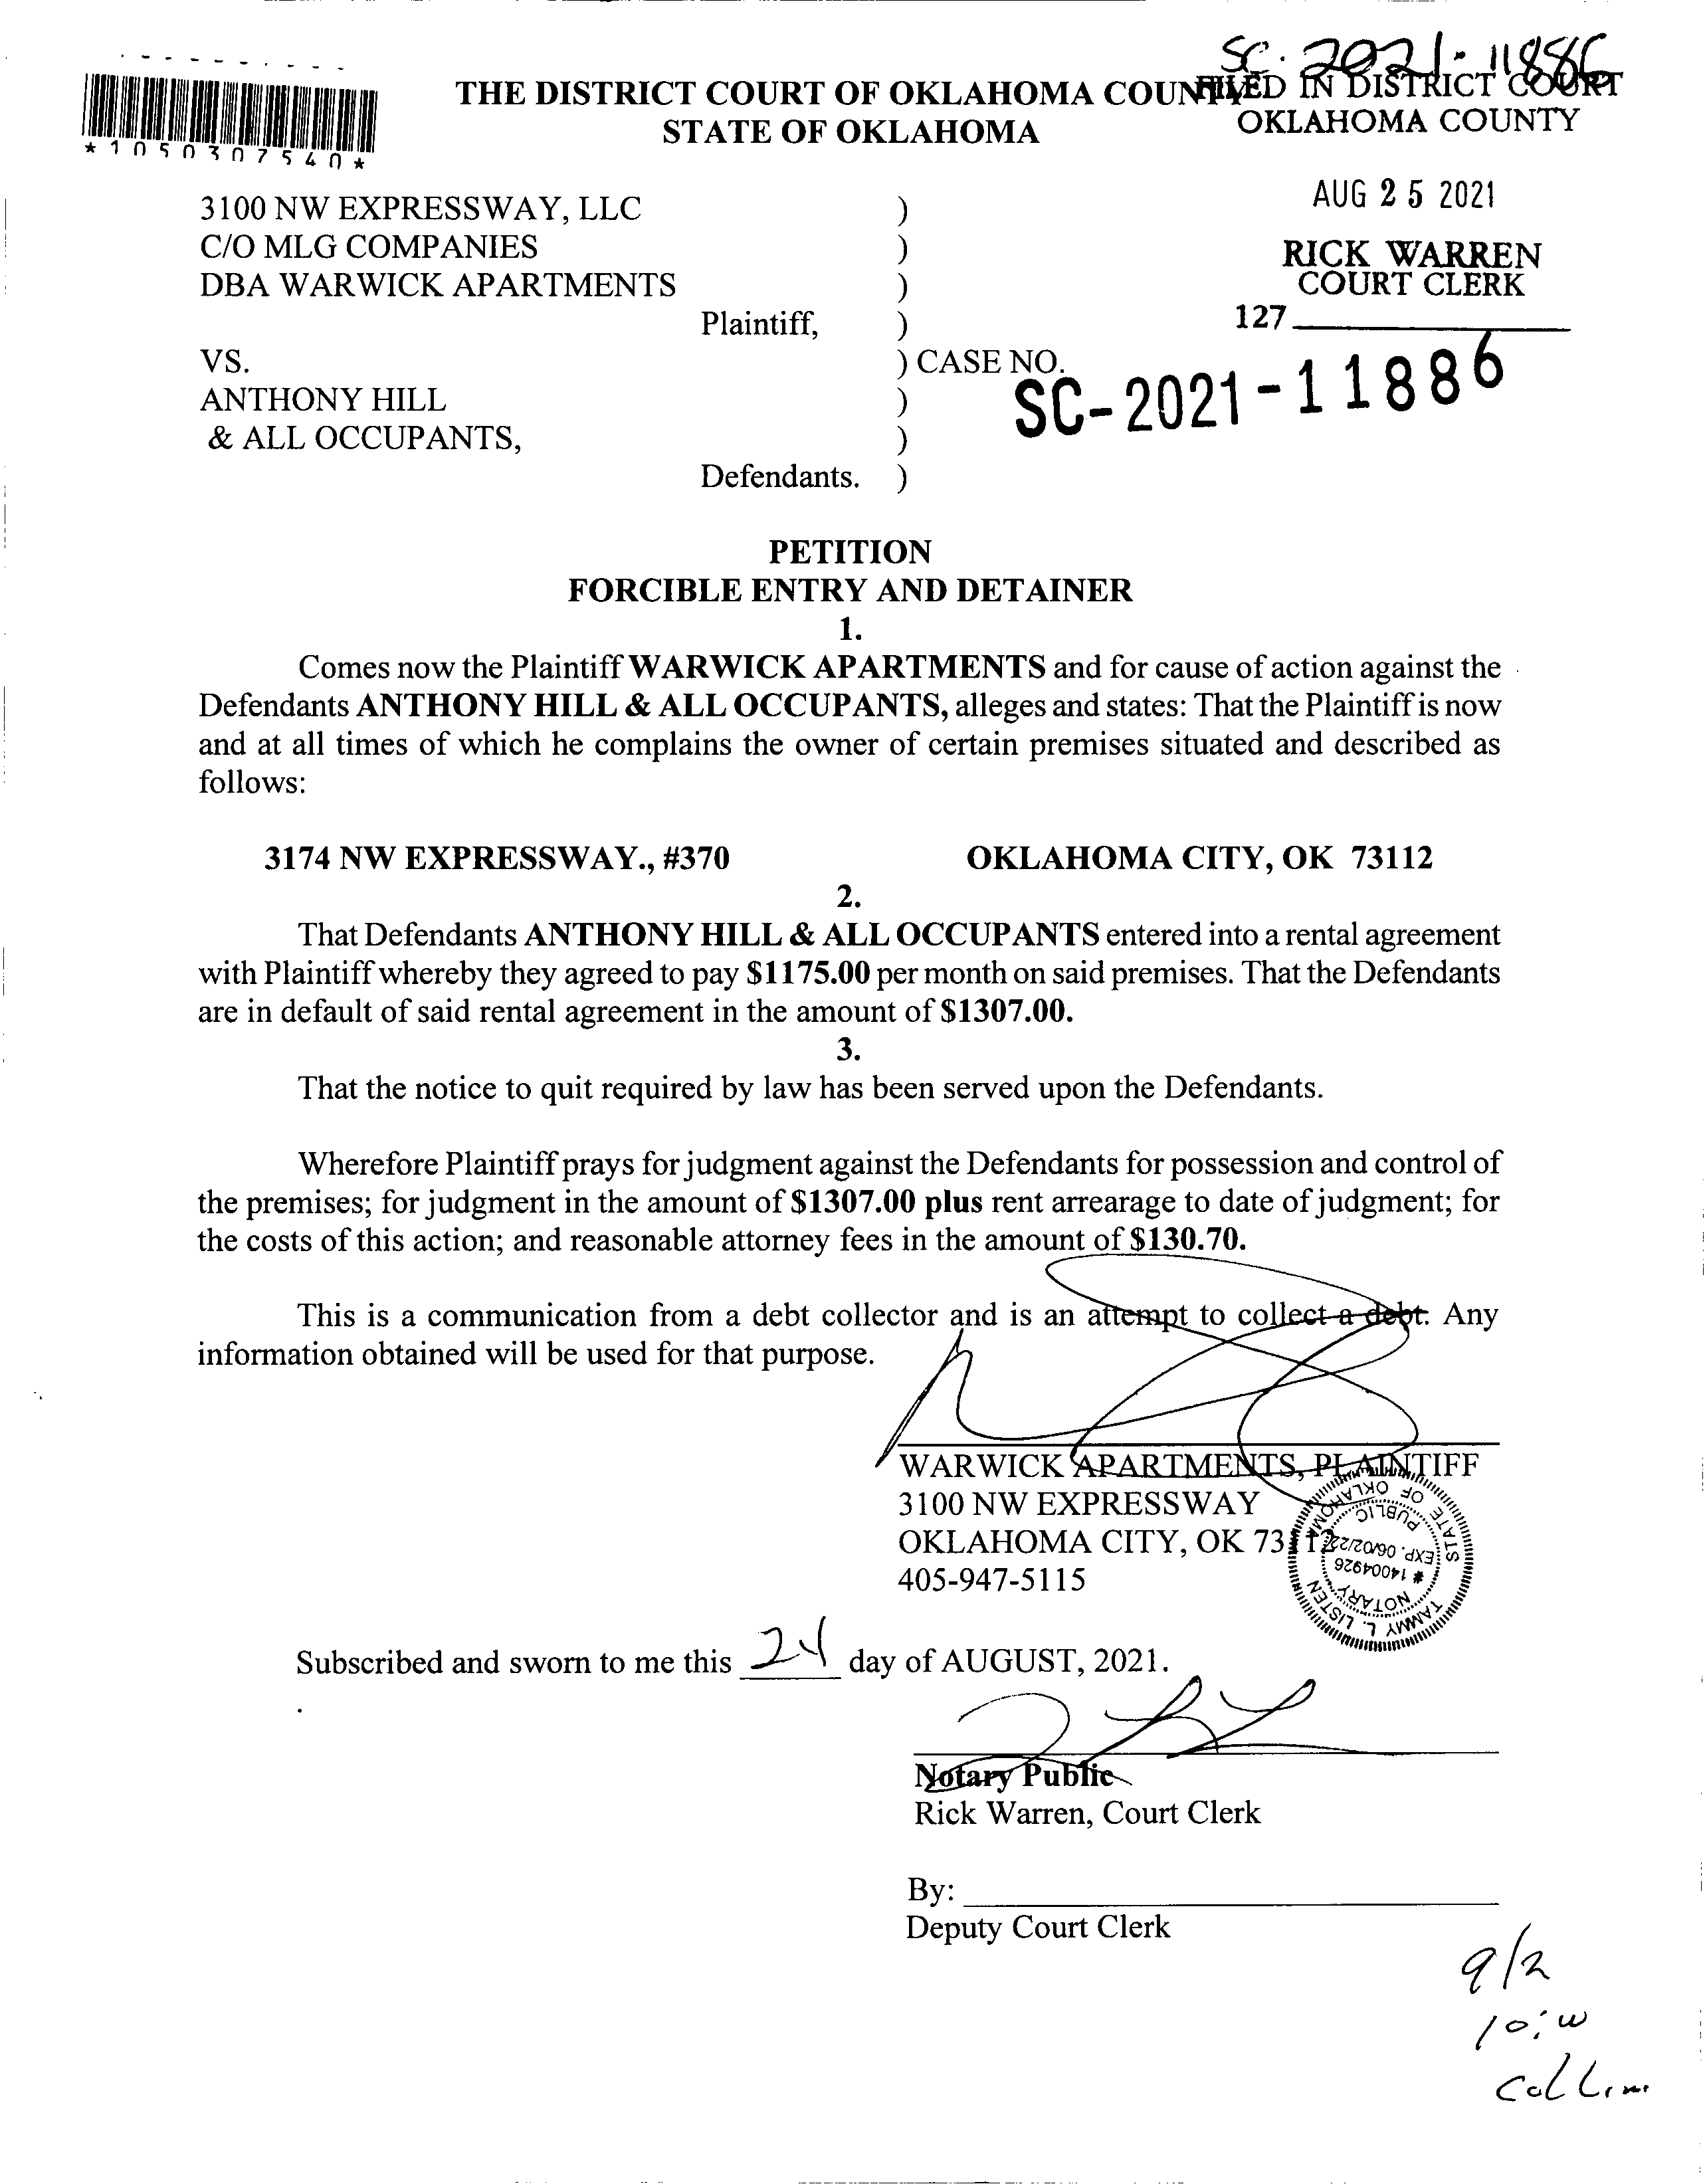 SC. 2021-11886
*1050307540*
THE DISTRICT COURT OF OKLAHOMA COUNTY
STATE OF OKLAHOMA
FILED IN DISTRICT COURT
OKLAHOMA COUNTY
AUG 25 2021
RICK WARREN
COURT CLERK
127
3100 NW EXPRESSWAY, LLC )
C/O MLG COMPANIES )
DBA WARWICK APARTMENTS )
Plaintiff, )
VS. ) CASE NO. SC-2021-11886
ANTHONY HILL )
& ALL OCCUPANTS, )
Defendants. )
PETITION
FORCIBLE ENTRY AND DETAINER
1.
Comes now the Plaintiff WARWICK APARTMENTS and for cause of action against the
Defendants ANTHONY HILL & ALL OCCUPANTS, alleges and states: That the Plaintiff is now
and at all times of which he complains the owner of certain premises situated and described as
follows:
3174 NW EXPRESSWAY., #370 OKLAHOMA CITY, OK 73112
2.
That Defendants ANTHONY HILL & ALL OCCUPANTS entered into a rental agreement
with Plaintiff whereby they agreed to pay $1175.00 per month on said premises. That the Defendants
are in default of said rental agreement in the amount of $1307.00.
3.
That the notice to quit required by law has been served upon the Defendants.
Wherefore Plaintiff prays for judgment against the Defendants for possession and control of
the premises; for judgment in the amount of $1307.00 plus rent arrearage to date of judgment; for
the costs of this action; and reasonable attorney fees in the amount of $130.70.
This is a communication from a debt collector and is an attempt to collect a debt. Any
information obtained will be used for that purpose.
WARWICK APARTMENTS, PLAINTIFF
3100 NW EXPRESSWAY
OKLAHOMA CITY, OK 73112
405-947-5115
TAMMY L. LISTEN
NOTARY
# 14004926
EXP. 06/02/22
PUBLIC
STATE OF OKLAHOMA
Subscribed and sworn to me this 24 day of AUGUST, 2021.
Notary Public
Rick Warren, Court Clerk
By:
Deputy Court Clerk
9/2